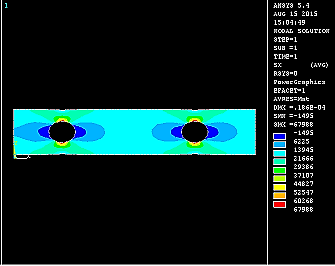 1
ANSYS 5.4
AUG 15 2015
15:04:49
NODAL SOLUTION
STEP=1
SUB =1
TIME=1
SX (AVG)
RSYS=0
PowerGraphics
EFACET=1
AVRES=Mat
DMX =.186E-04
SMN =-1495
SMX =67988
-1495
6225
13945
21666
29386
37107
44827
52547
60268
67988